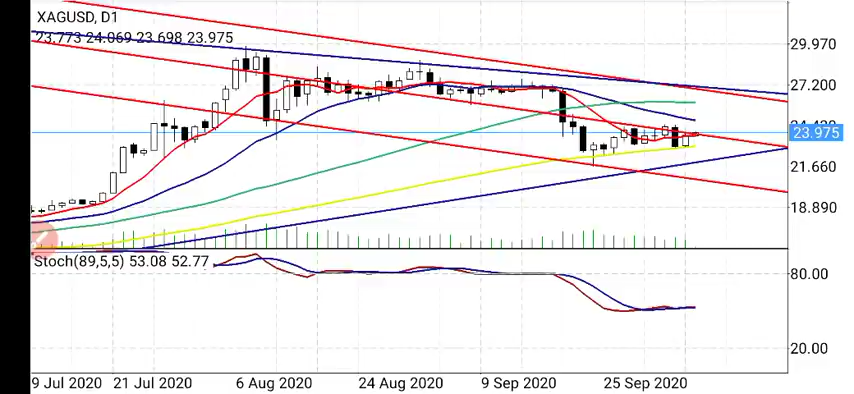 XAGUSD, D1
23.773 24.069 23.698 23.975
29.970
27.200
23.975
21.660
18.890
Stoch(89,5,5) 53.08 52.77
80.00
20.00
9 Jul 2020 21 Jul 2020 6 Aug 2020 24 Aug 2020 9 Sep 2020 25 Sep 2020